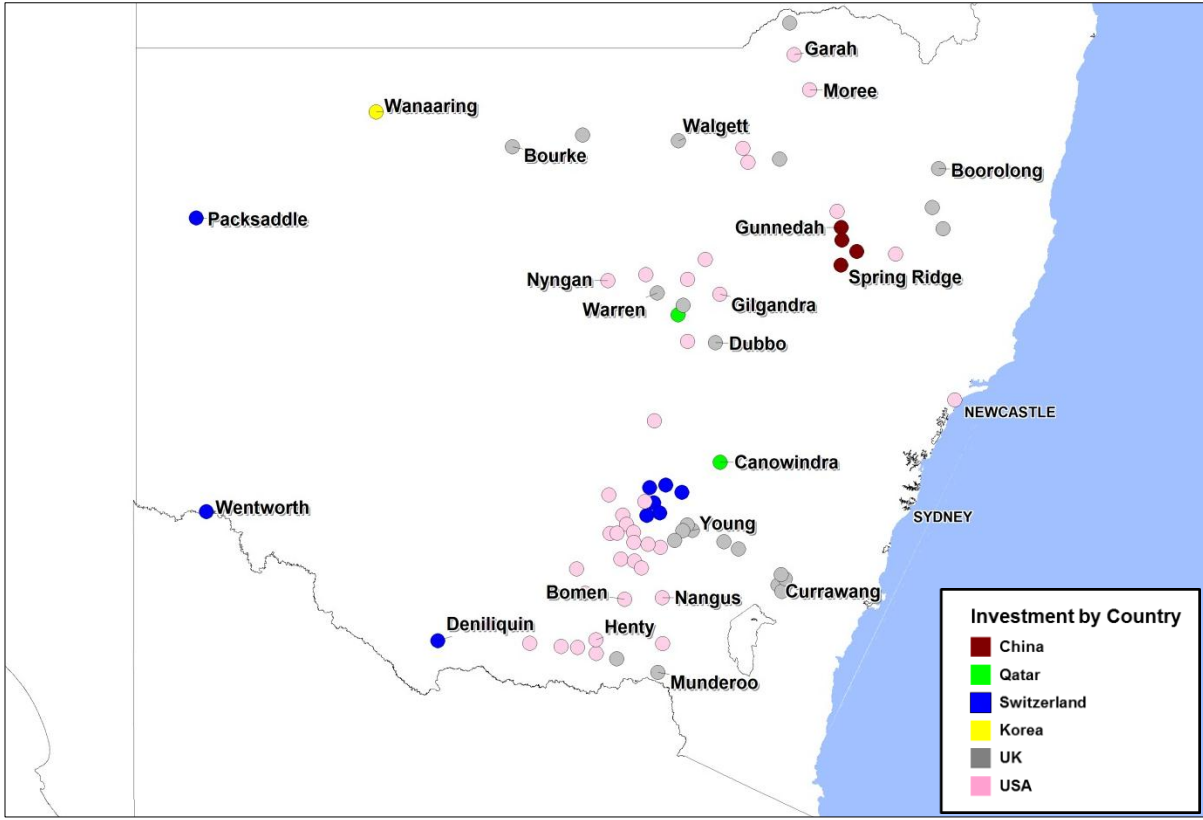 Garah
Moree
Wanaaring
Walgett
Bourke
Boorolong
Packsaddle
Gunnedah
Spring Ridge
Nyngan
Warren
Gilgandra
Dubbo
NEWCASTLE
Canowindra
Wentworth
Young
SYDNEY
Bomen
Nangus
Currawang
Deniliquin
Henty
Munderoo
Investment by Country
China
Qatar
Switzerland
Korea
UK
USA